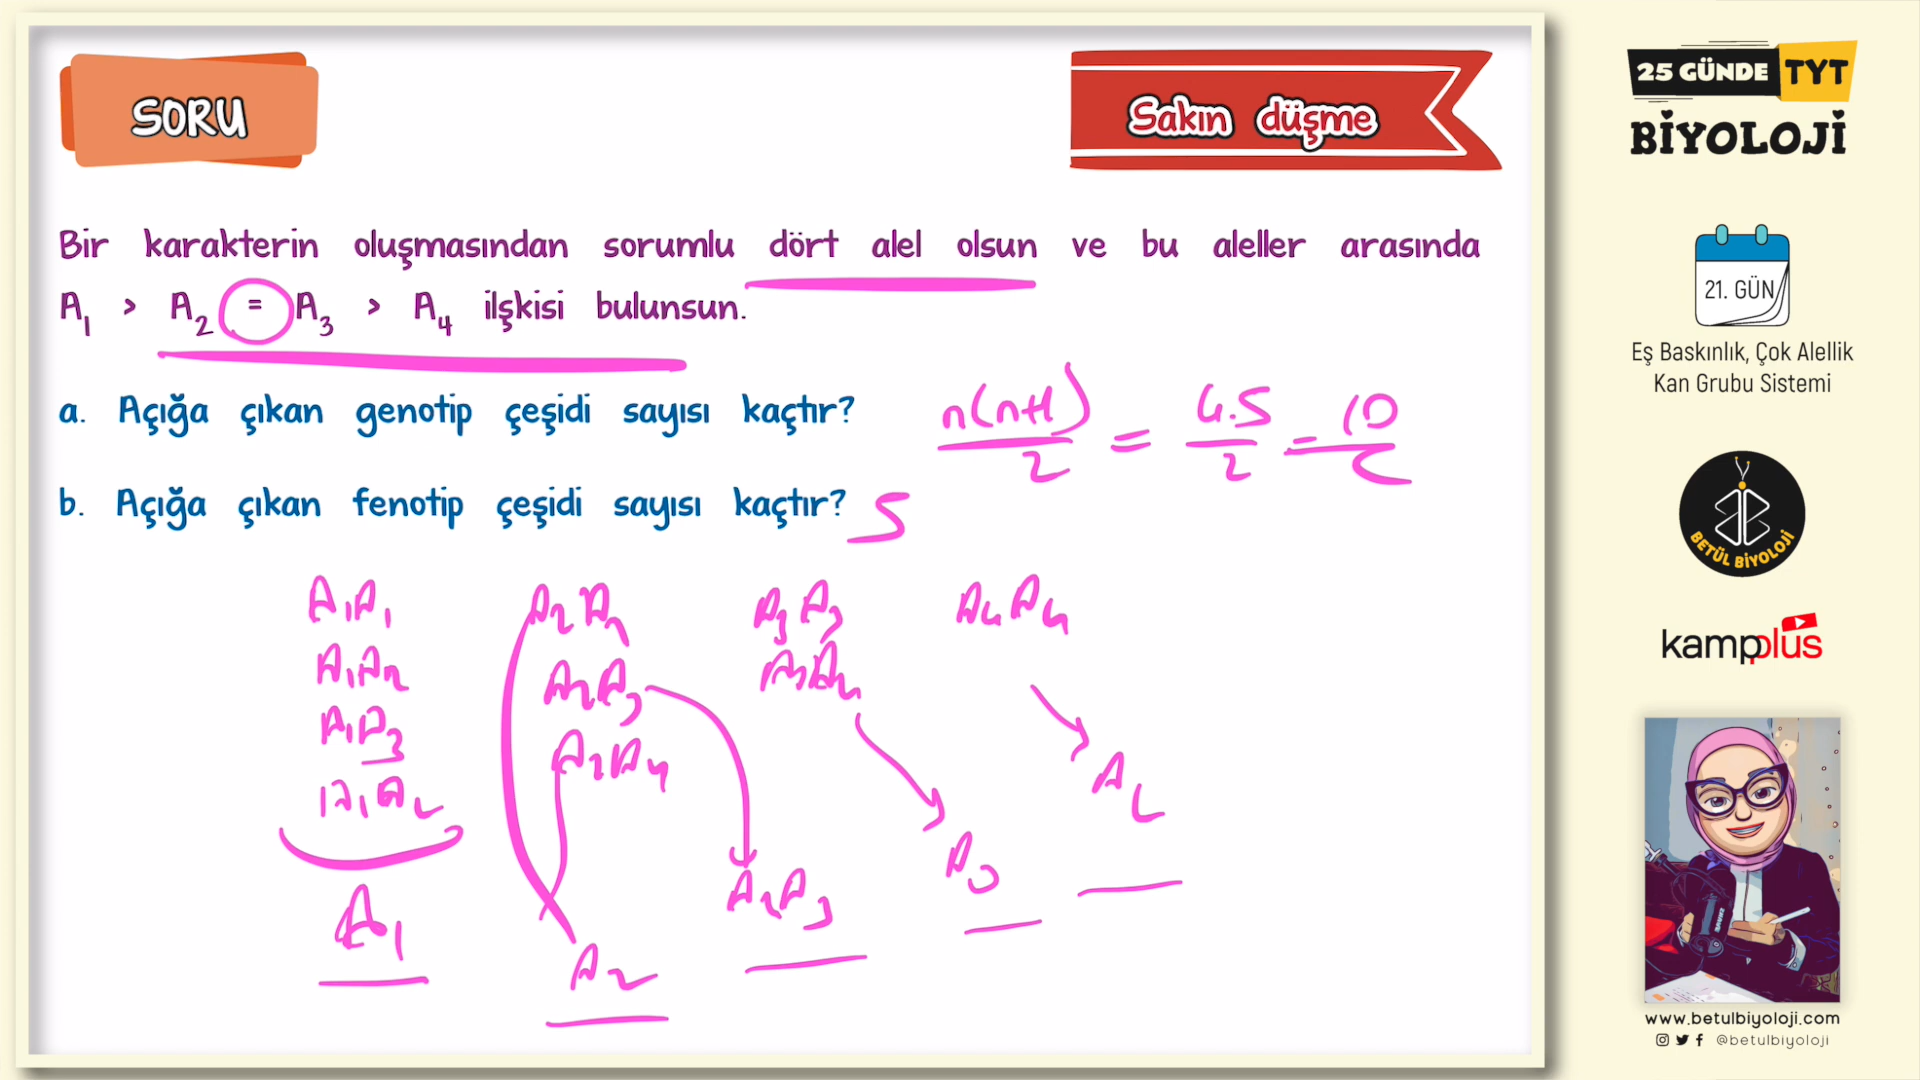 SORU
Sakın düşme
Bir karakterin oluşmasından sorumlu dört alel olsun ve bu aleller arasında
A₁ > A₂ = A₃ > A₄ ilşkisi bulunsun.
a. Açığa çıkan genotip çeşidi sayısı kaçtır?
n(n+1)/2 = 4.5/2 = 10
b. Açığa çıkan fenotip çeşidi sayısı kaçtır? 5
A₁A₁ A₂A₂ A₃A₃ A₄A₄
A₁A₂ A₂A₃ A₃A₄
A₁A₃ A₂A₄
A₁A₄
A₁ A₂ A₂A₃ A₃ A₄
25 GÜNDE TYT
BİYOLOJİ
21. GÜN
Eş Baskınlık, Çok Alellik
Kan Grubu Sistemi
BETÜL BİYOLOJİ
kampplus
www.betulbiyoloji.com
@betulbiyoloji